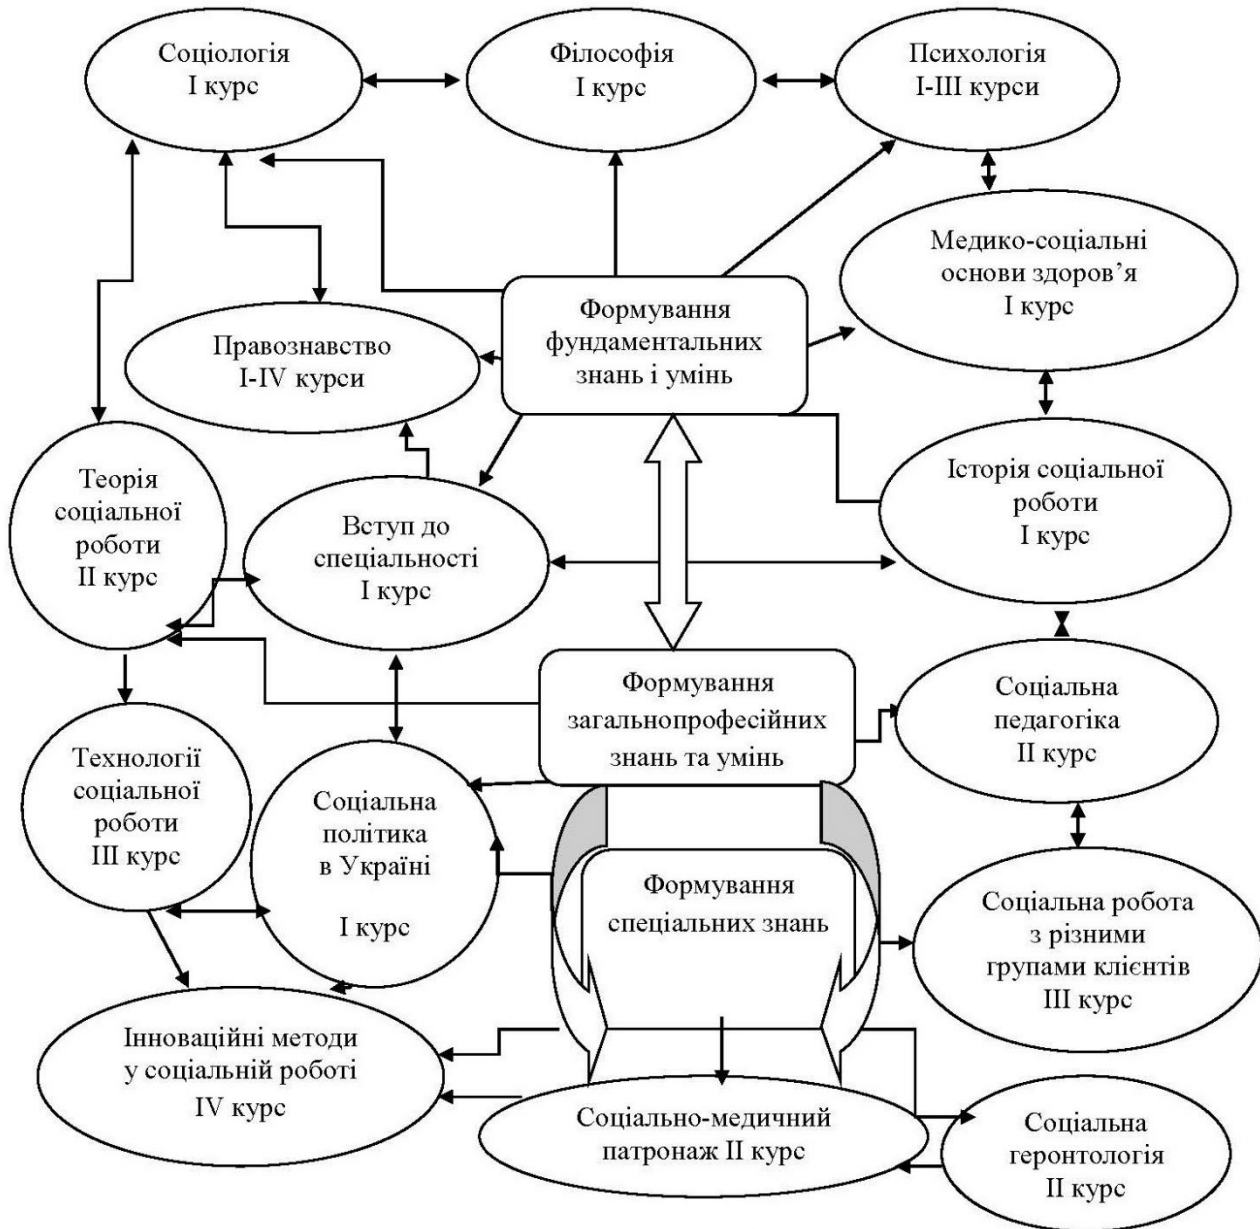 Соціологія
І курс
Філософія
І курс
Психологія
І-ІІІ курси
Медико-соціальні
основи здоров’я
І курс
Формування
фундаментальних
знань і умінь
Правознавство
І-IV курси
Теорія
соціальної
роботи
ІІ курс
Вступ до
спеціальності
І курс
Історія соціальної
роботи
І курс
Формування
загальнопрофесійних
знань та умінь
Соціальна
педагогіка
ІІ курс
Технології
соціальної
роботи
ІІІ курс
Соціальна
політика
в Україні
І курс
Формування
спеціальних знань
Соціальна робота
з різними
групами клієнтів
ІІІ курс
Інноваційні методи
у соціальній роботі
IV курс
Соціально-медичний
патронаж ІІ курс
Соціальна
геронтологія
ІІ курс